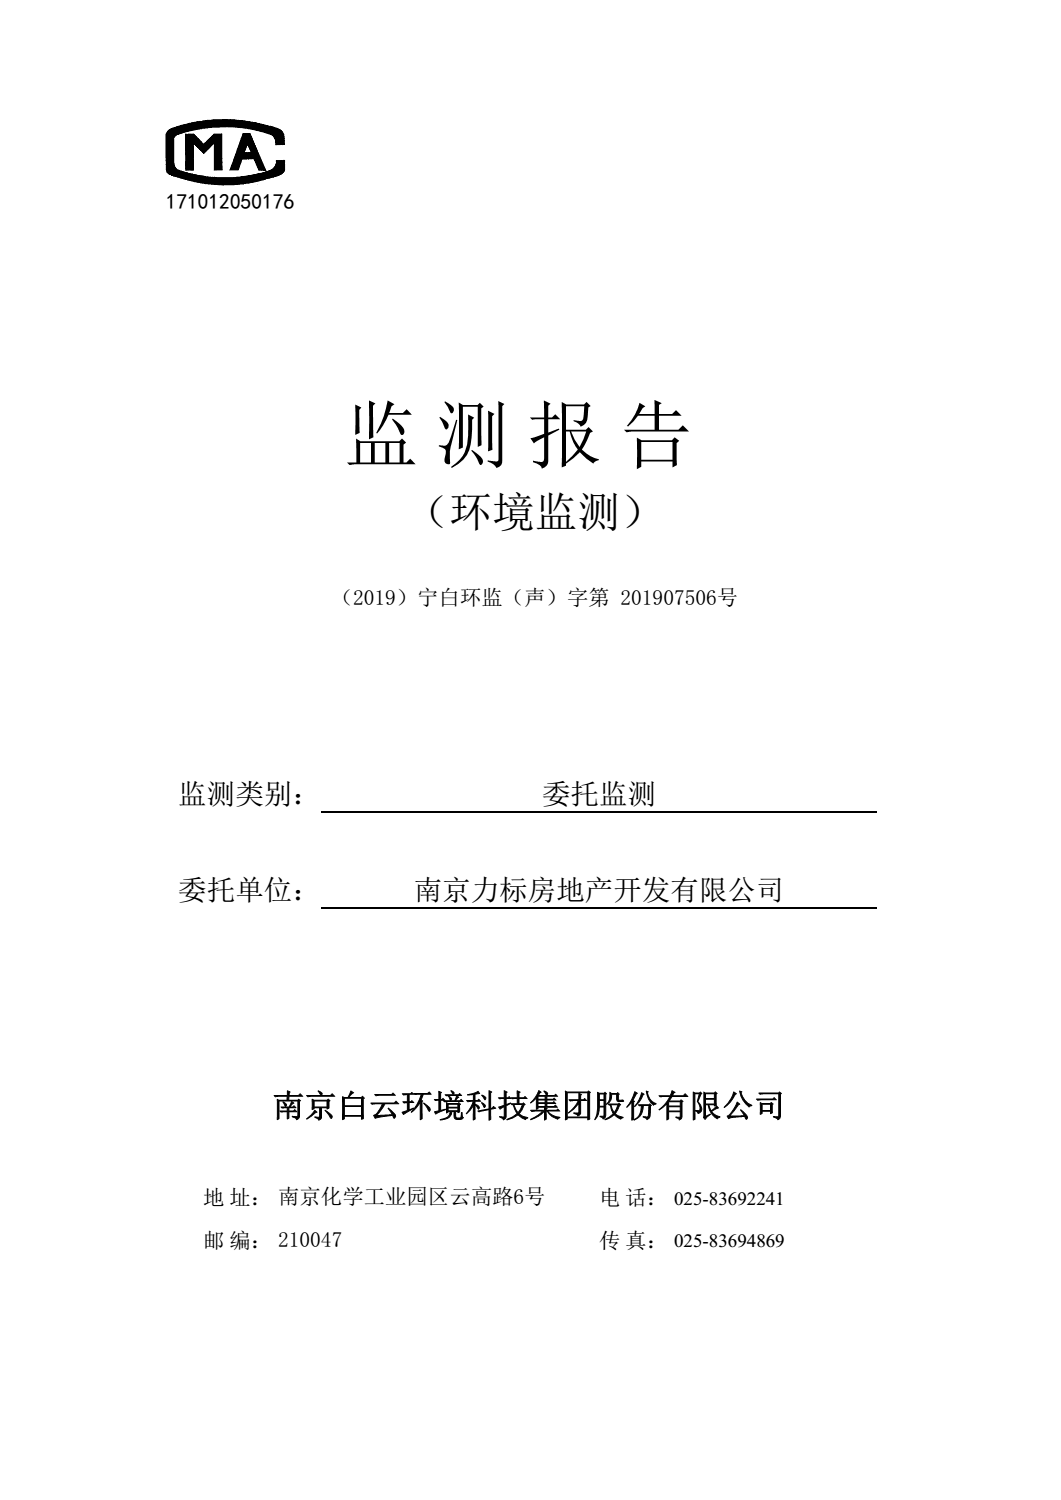 MAC
171012050176
监测报告
（环境监测）
（2019）宁白环监（声）字第 201907506号
监测类别： 委托监测
委托单位： 南京力标房地产开发有限公司
南京白云环境科技集团股份有限公司
地 址： 南京化学工业园区云高路6号 电 话： 025-83692241
邮 编： 210047 传 真： 025-83694869